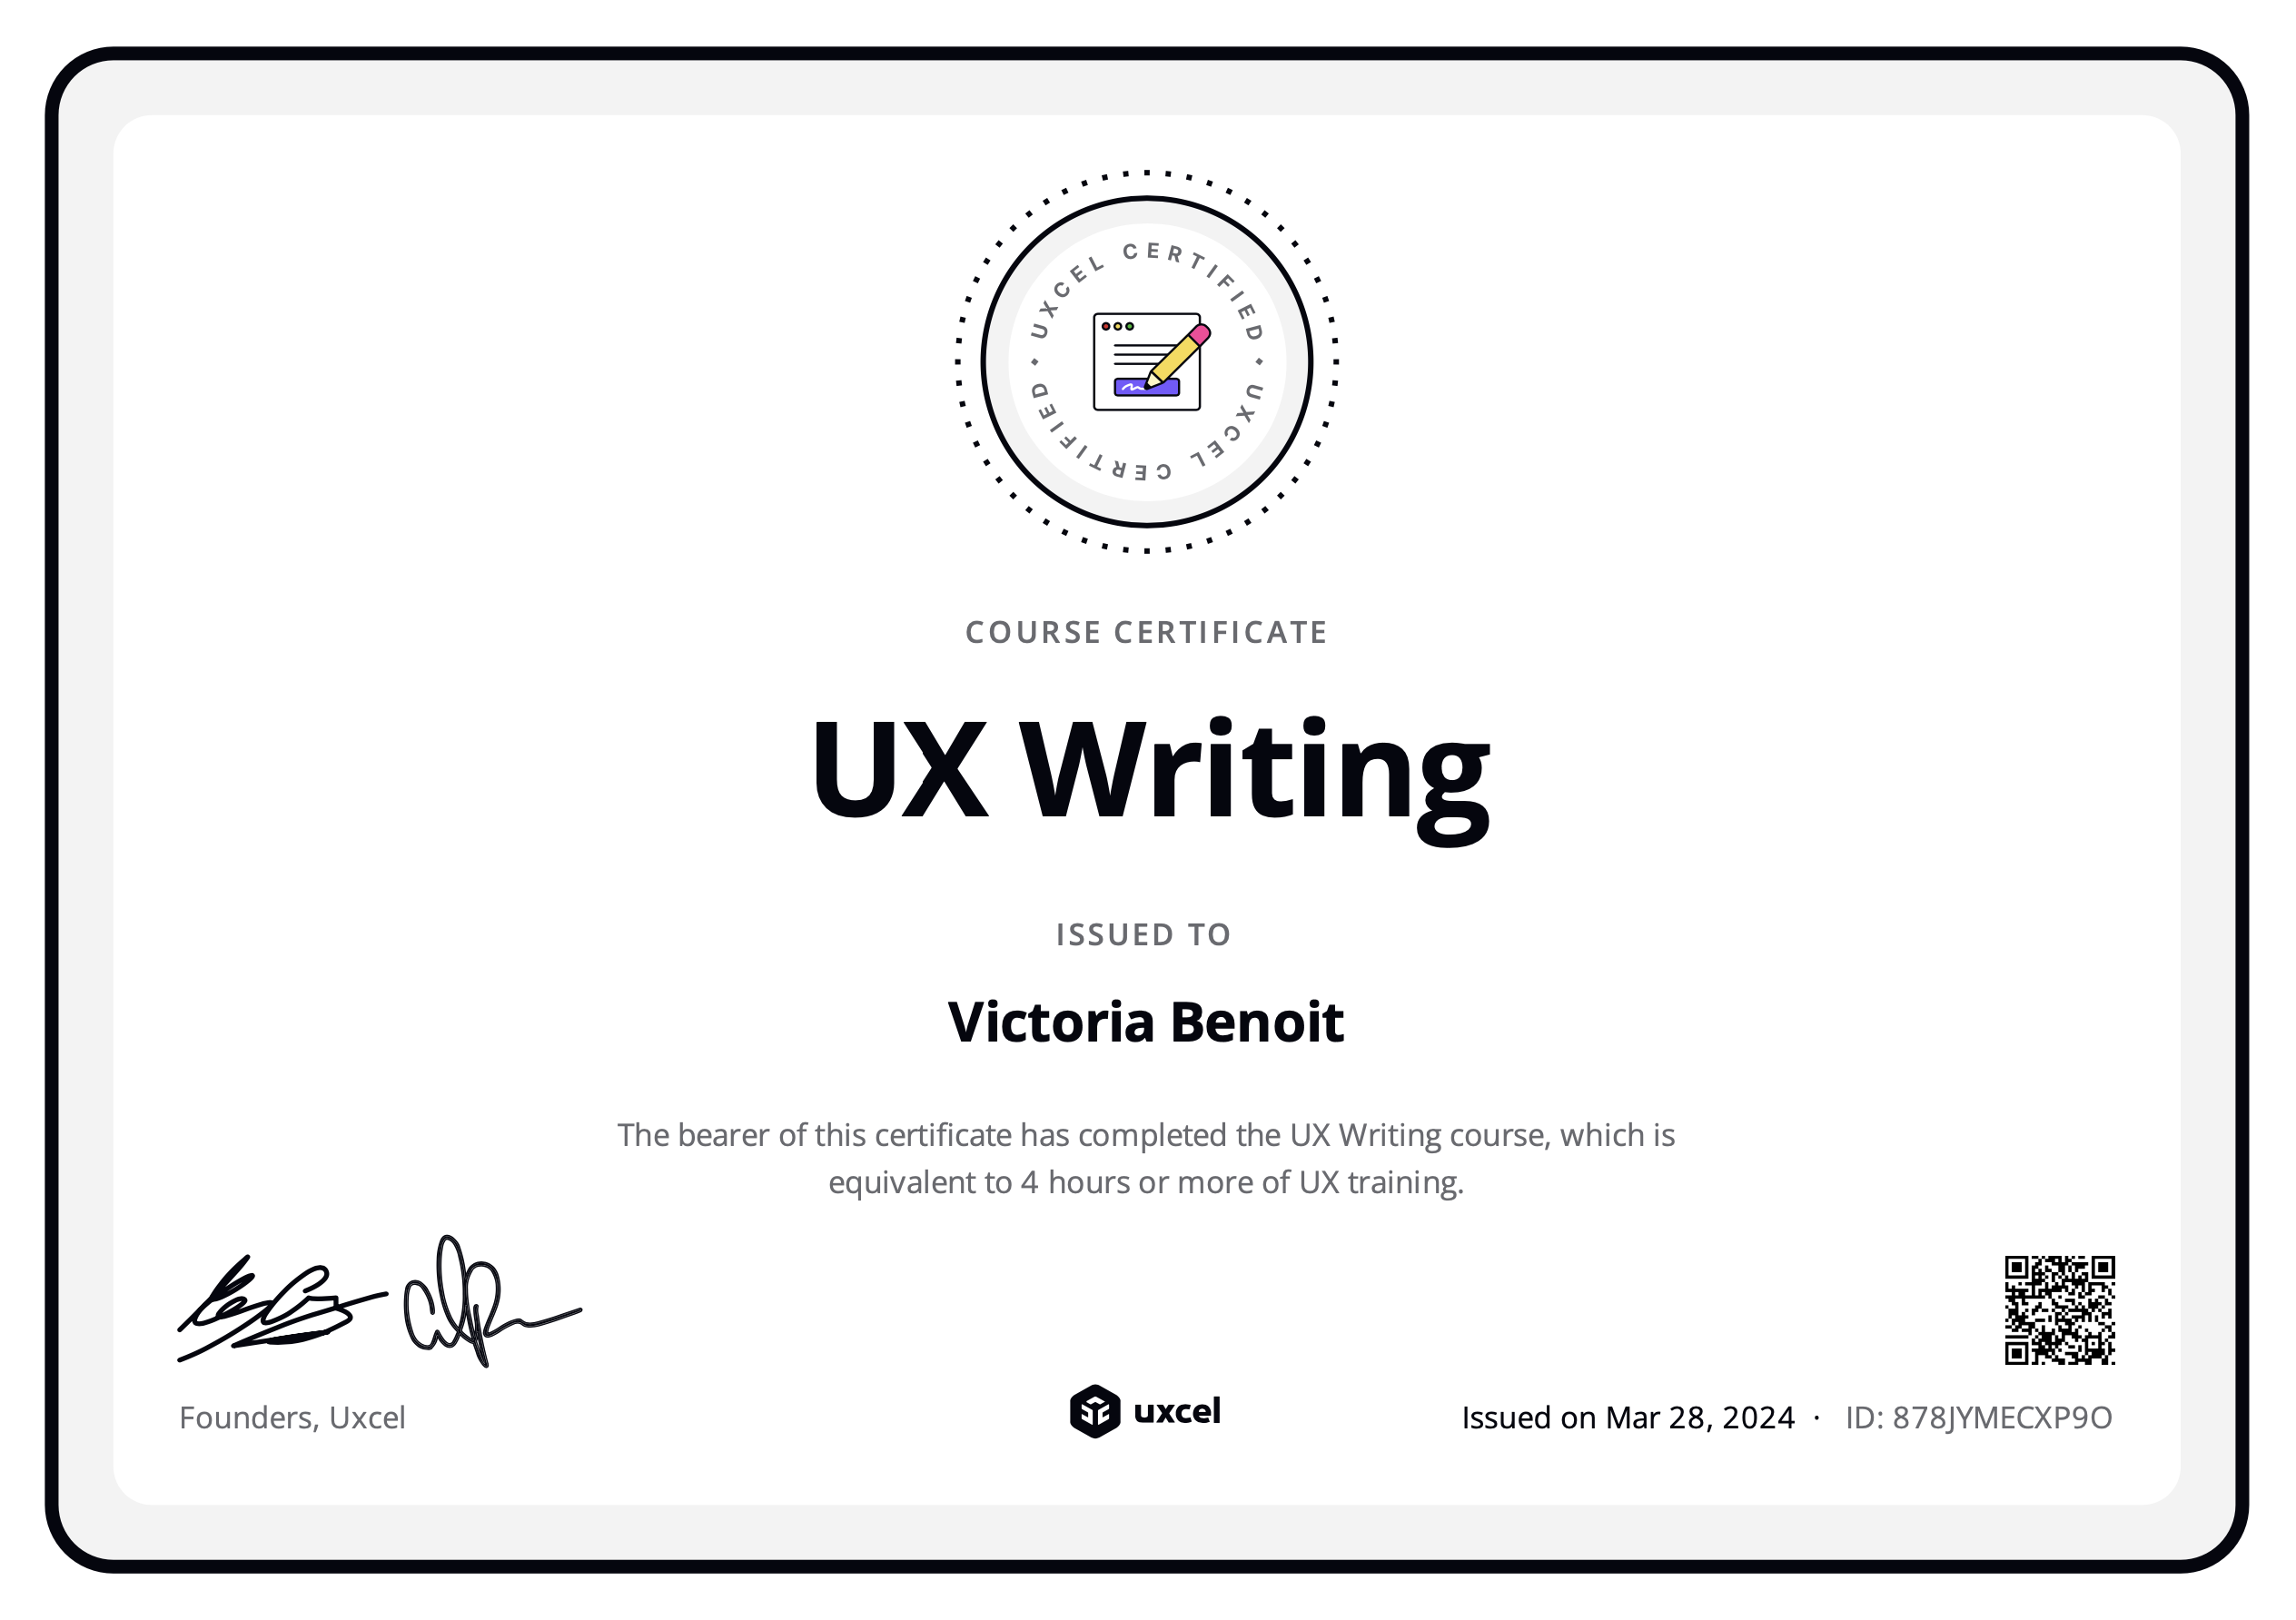 UXCEL CERTIFIED • UXCEL CERTIFIED •
COURSE CERTIFICATE
UX Writing
ISSUED TO
Victoria Benoit
The bearer of this certificate has completed the UX Writing course, which is
equivalent to 4 hours or more of UX training.
Founders, Uxcel
uxcel
Issued on Mar 28, 2024 · ID: 878JYMECXP9O